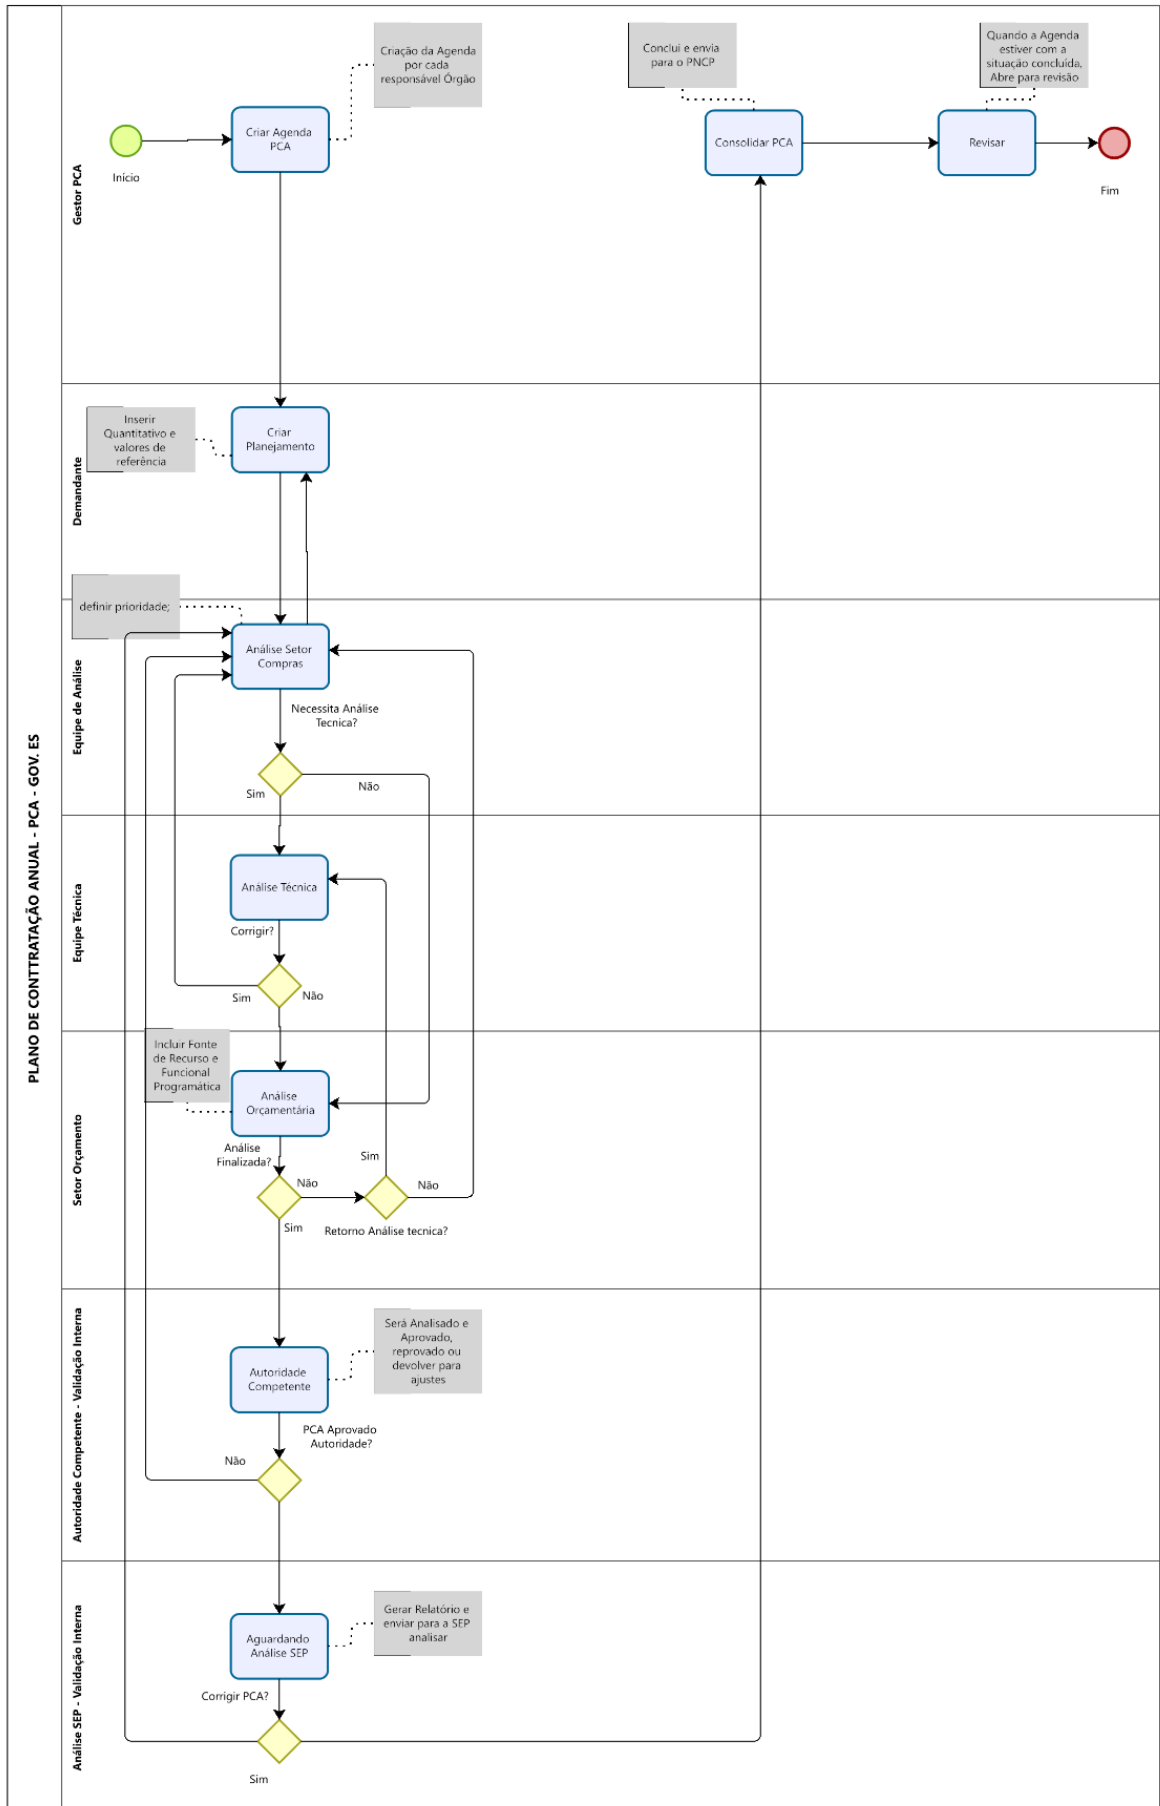 PLANO DE CONTTRATAÇÃO ANUAL - PCA - GOV. ES
Gestor PCA
Início
Criar Agenda
PCA
Criação da Agenda
por cada
responsável Órgão
Conclui e envia
para o PNCP
Consolidar PCA
Quando a Agenda
estiver com a
situação concluída,
Abre para revisão
Revisar
Fim
Demandante
Inserir
Quantitativo e
valores de
referência
Criar
Planejamento
Equipe de Análise
definir prioridade;
Análise Setor
Compras
Necessita Análise
Tecnica?
Sim
Não
Equipe Técnica
Análise Técnica
Corrigir?
Sim
Não
Setor Orçamento
Incluir Fonte
de Recurso e
Funcional
Programática
Análise
Orçamentária
Análise
Finalizada?
Não
Sim
Sim
Não
Retorno Análise tecnica?
Autoridade Competente - Validação Interna
Autoridade
Competente
Será Analisado e
Aprovado,
reprovado ou
devolver para
ajustes
PCA Aprovado
Autoridade?
Não
Análise SEP - Validação Interna
Aguardando
Análise SEP
Gerar Relatório e
enviar para a SEP
analisar
Corrigir PCA?
Sim